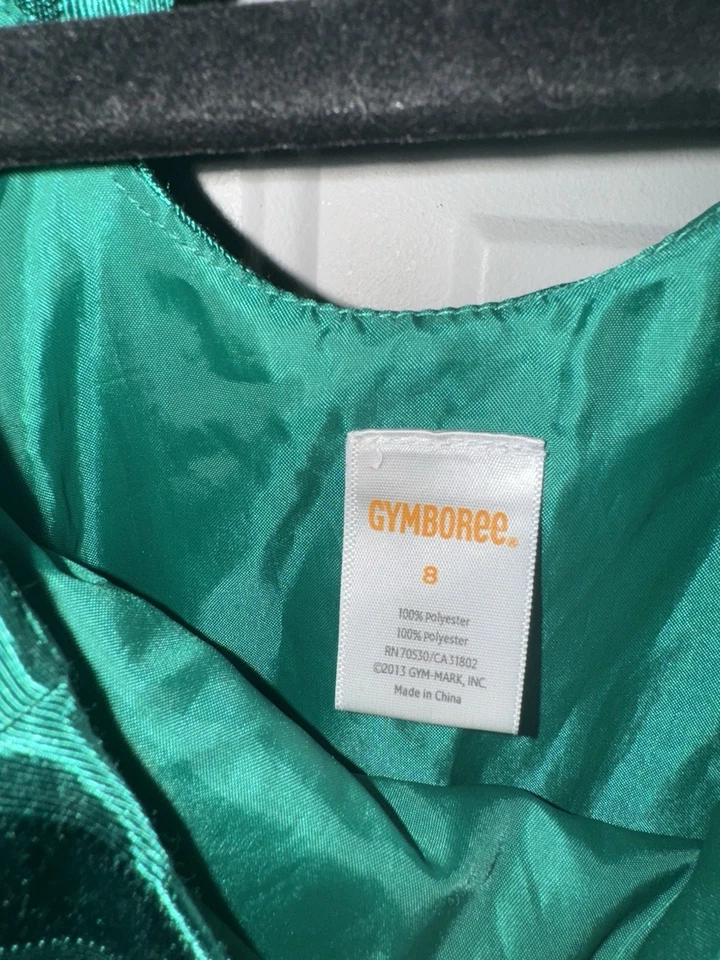 GYMBOREE®
8
100% Polyester
100% Polyester
RN 70530/CA 31802
©2013 GYM-MARK, INC.
Made in China